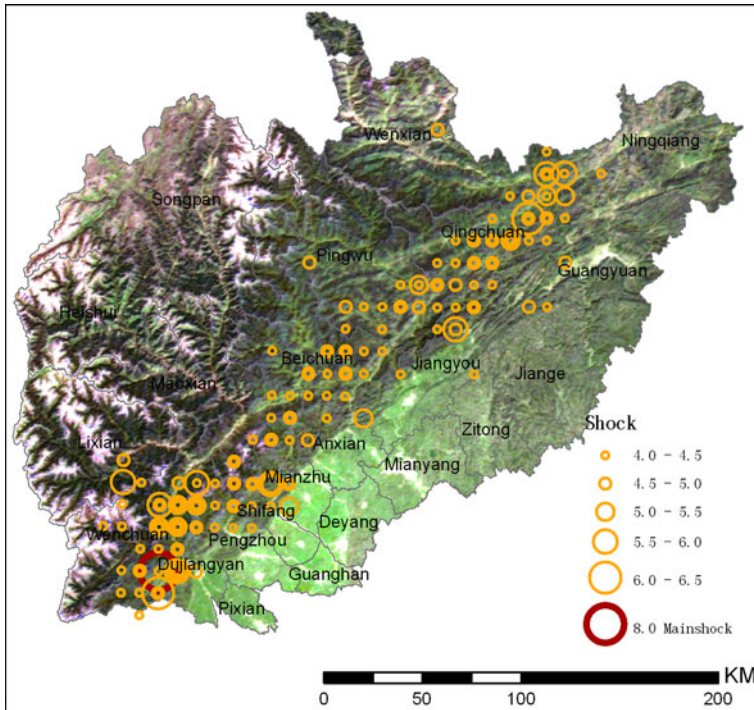 Wenxian
Ningqiang
Songpan
Qingchuan
Pingwu
Guangyuan
Heishui
Beichuan
Jiangyou
Maoxian
Jiange
Zitong
Lixian
Anxian
Mianyang
Mianzhu
Shifang
Deyang
Wenchuan
Pengzhou
Dujiangyan
Guanghan
Pixian
Shock
4.0 - 4.5
4.5 - 5.0
5.0 - 5.5
5.5 - 6.0
6.0 - 6.5
8.0 Mainshock
KM
0 50 100 200